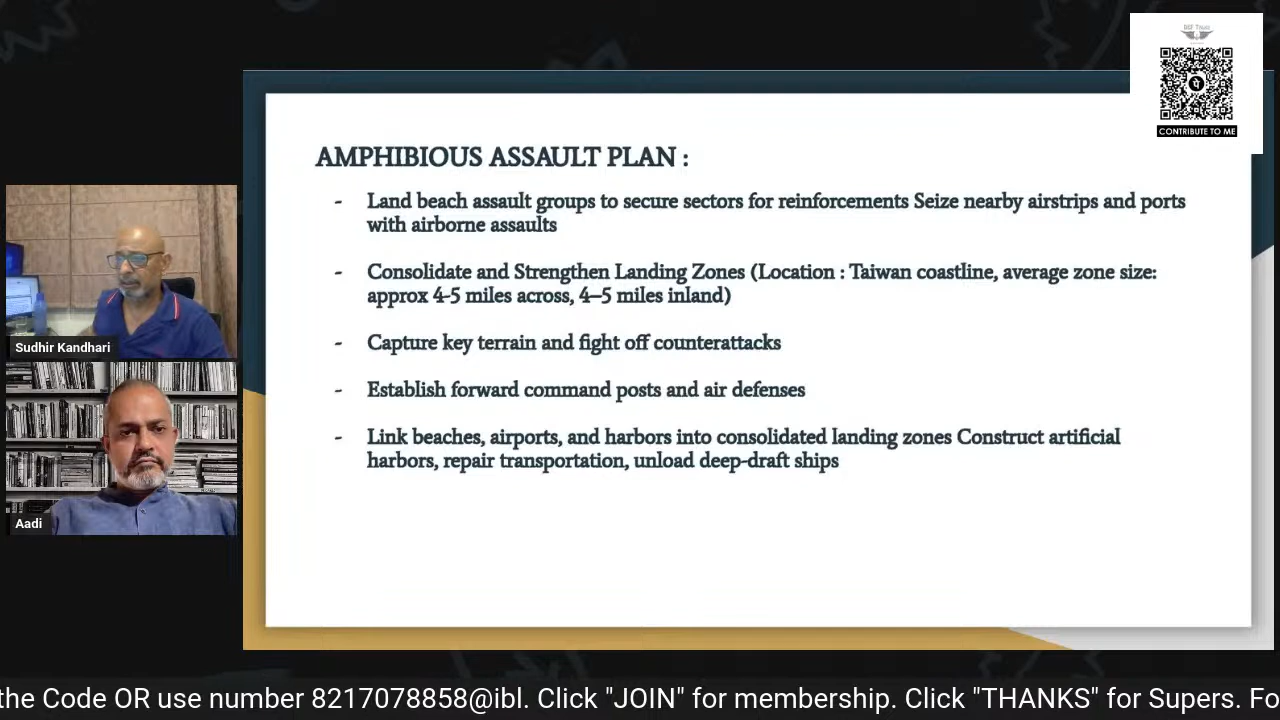 CONTRIBUTE TO ME
AMPHIBIOUS ASSAULT PLAN :
- Land beach assault groups to secure sectors for reinforcements Seize nearby airstrips and ports
with airborne assaults
- Consolidate and Strengthen Landing Zones (Location : Taiwan coastline, average zone size:
approx 4-5 miles across, 4–5 miles inland)
- Capture key terrain and fight off counterattacks
- Establish forward command posts and air defenses
- Link beaches, airports, and harbors into consolidated landing zones Construct artificial
harbors, repair transportation, unload deep-draft ships
Sudhir Kandhari
Aadi
the Code OR use number 8217078858@ibl. Click "JOIN" for membership. Click "THANKS" for Supers. Fo